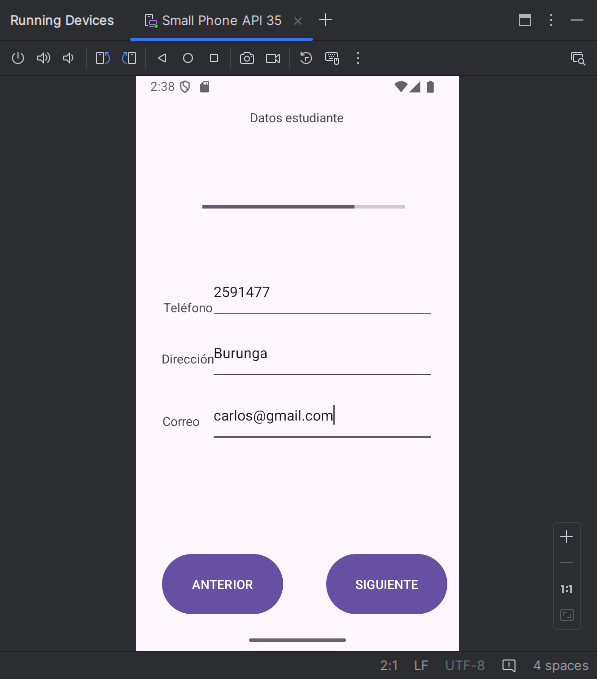 Running Devices
Small Phone API 35
2:38
Datos estudiante
2591477
Teléfono
Burunga
Dirección
carlos@gmail.com
Correo
ANTERIOR
SIGUIENTE
1:1
2:1 LF UTF-8 4 spaces